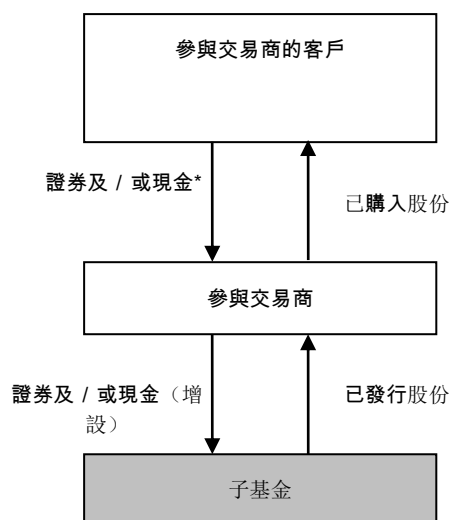 參與交易商的客戶
證券及 / 或現金*
已購入股份
參與交易商
證券及 / 或現金（增
設）
已發行股份
子基金